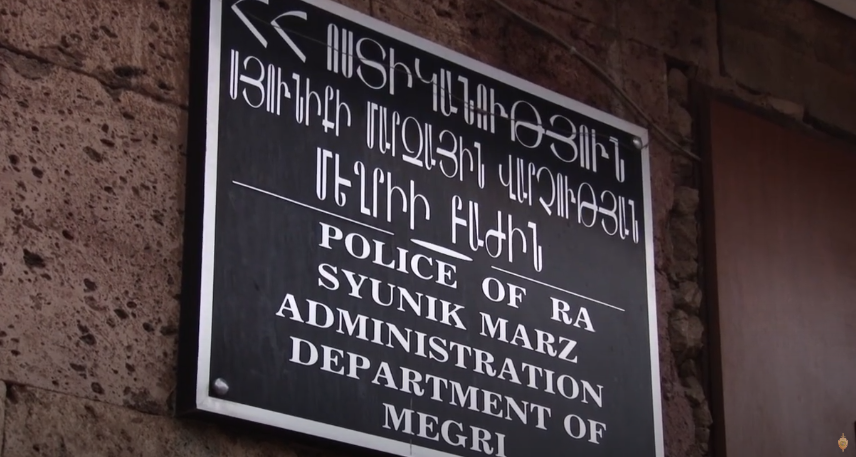 ՀՀ ՈՍՏԻԿԱՆՈՒԹՅՈՒՆ
ՍՅՈՒՆԻՔԻ ՄԱՐԶԱՅԻՆ ՎԱՐՉՈՒԹՅԱՆ
ՄԵՂՐԻԻ ԲԱԺԻՆ
POLICE OF RA
SYUNIK MARZ
ADMINISTRATION
DEPARTMENT OF
MEGRI